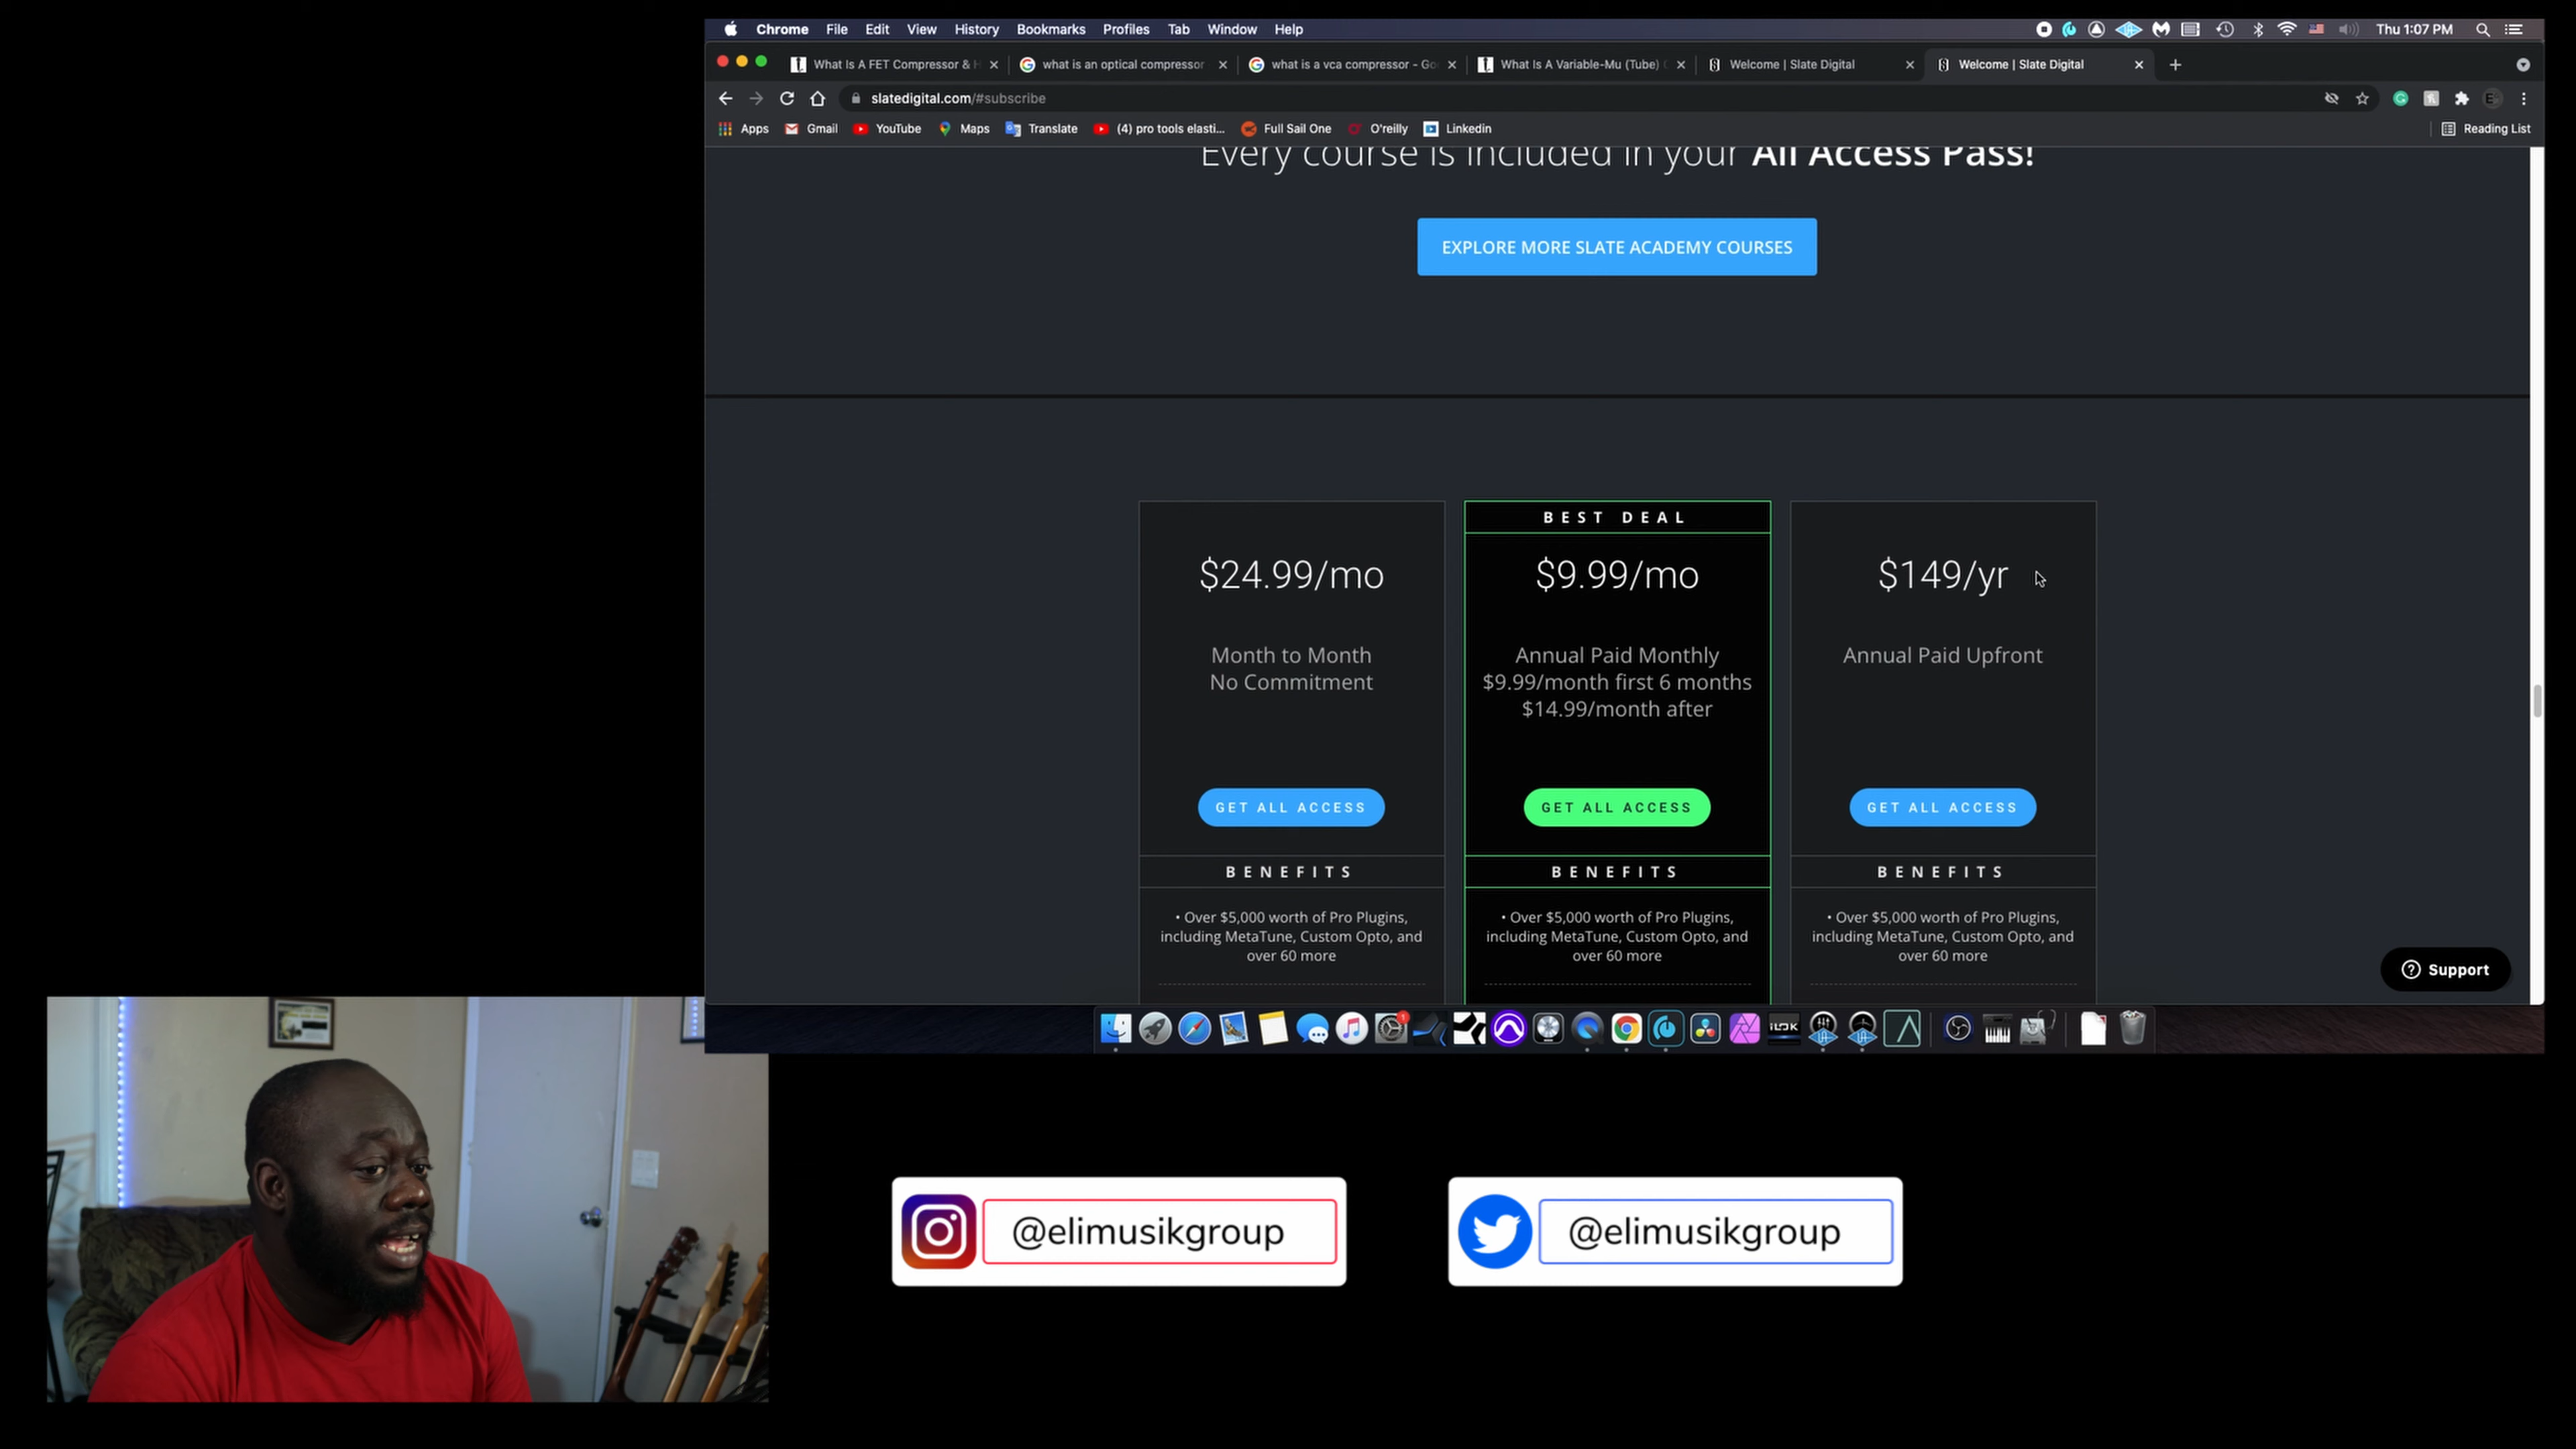 Chrome File Edit View History Bookmarks Profiles Tab Window Help
Thu 1:07 PM
What Is A FET Compressor & H
what is an optical compressor
what is a vca compressor - Go
What Is A Variable-Mu (Tube)
Welcome | Slate Digital
Welcome | Slate Digital
slatedigital.com/#subscribe
Apps Gmail YouTube Maps Translate (4) pro tools elasti... Full Sail One O'reilly Linkedin Reading List
Every course is included in your All Access Pass!
EXPLORE MORE SLATE ACADEMY COURSES
$24.99/mo
Month to Month
No Commitment
GET ALL ACCESS
BENEFITS
• Over $5,000 worth of Pro Plugins,
including MetaTune, Custom Opto, and
over 60 more
BEST DEAL
$9.99/mo
Annual Paid Monthly
$9.99/month first 6 months
$14.99/month after
GET ALL ACCESS
BENEFITS
• Over $5,000 worth of Pro Plugins,
including MetaTune, Custom Opto, and
over 60 more
$149/yr
Annual Paid Upfront
GET ALL ACCESS
BENEFITS
• Over $5,000 worth of Pro Plugins,
including MetaTune, Custom Opto, and
over 60 more
Support
iLOK
@elimusikgroup
@elimusikgroup